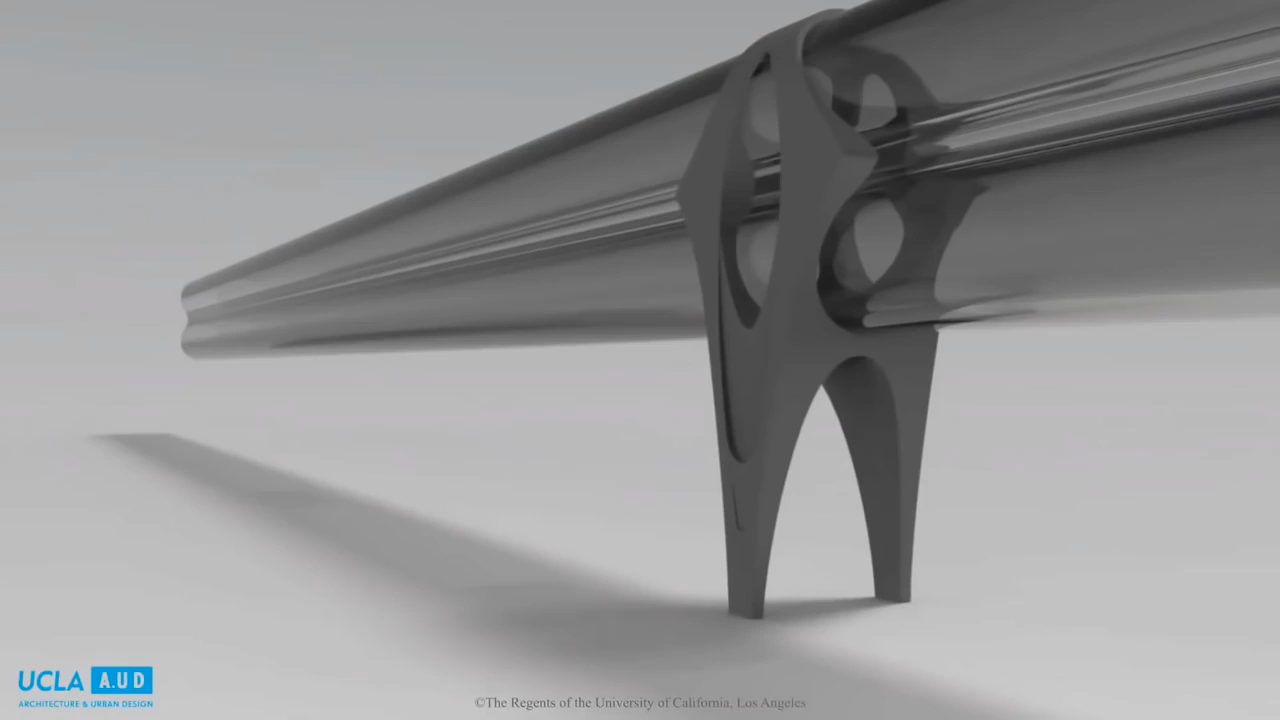 UCLA A.UD
ARCHITECTURE & URBAN DESIGN
©The Regents of the University of California, Los Angeles